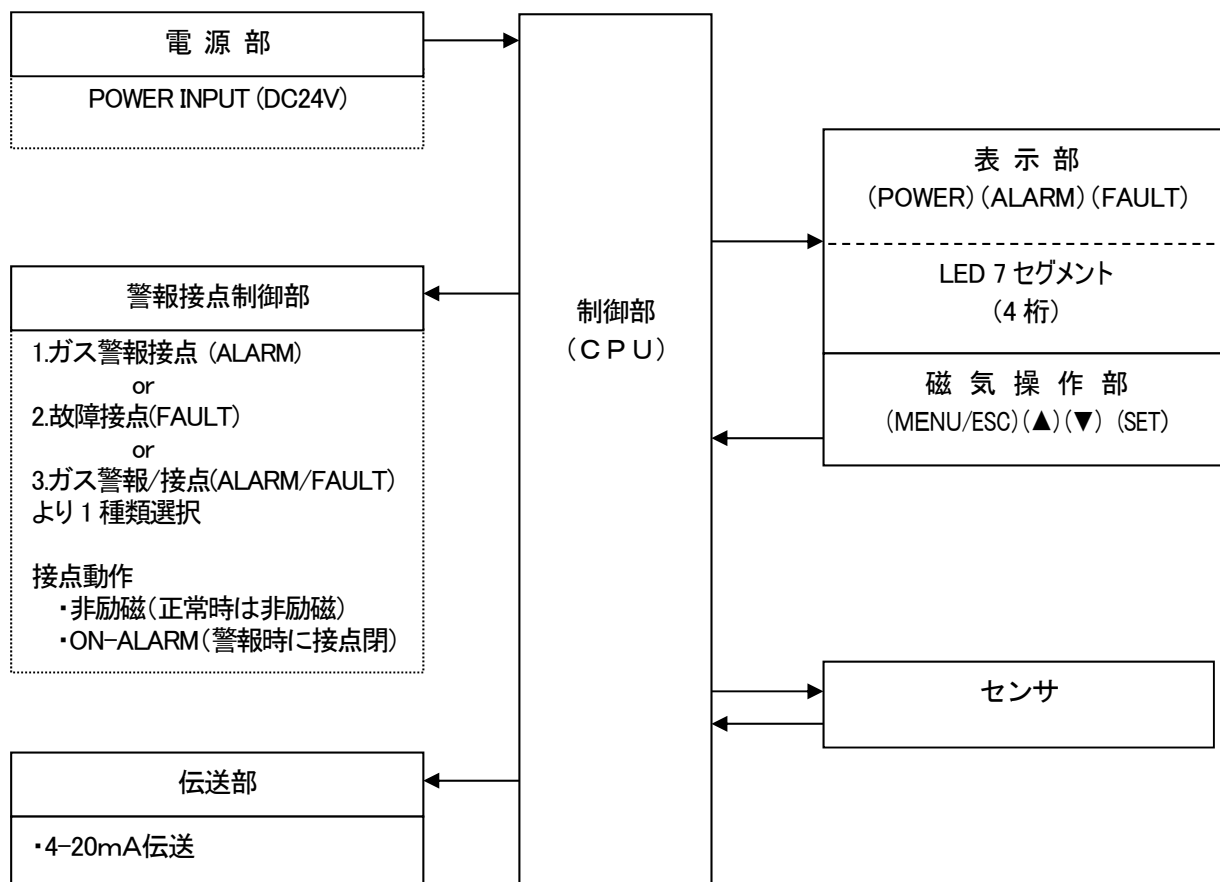 電 源 部
POWER INPUT (DC24V)
警報接点制御部
1.ガス警報接点 (ALARM)
or
2.故障接点(FAULT)
or
3.ガス警報/接点(ALARM/FAULT)
より 1 種類選択
接点動作
・非励磁(正常時は非励磁)
・ON-ALARM(警報時に接点閉)
伝送部
・4-20mA伝送
制御部
(CPU)
表 示 部
(POWER)(ALARM)(FAULT)
LED 7 セグメント
(4 桁)
磁 気 操 作 部
(MENU/ESC)(▲)(▼) (SET)
センサ